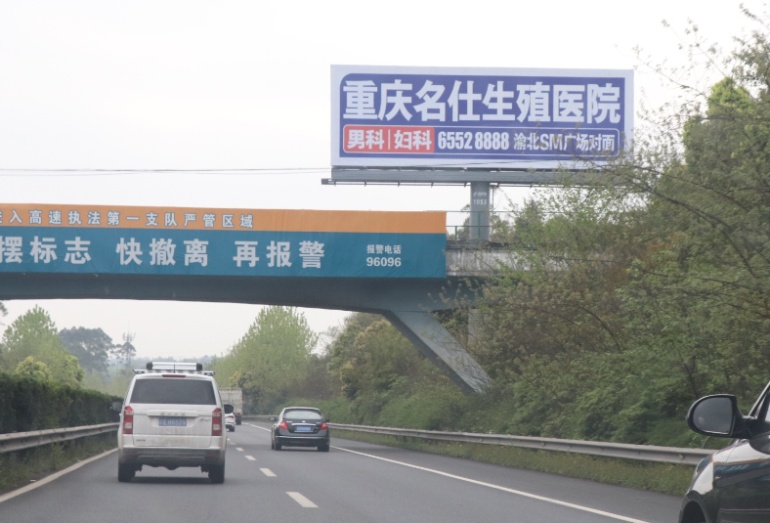 重庆名仕生殖医院
男科|妇科 6552 8888 渝北SM广场对面
入高速执法第一支队严管区域
摆标志 快撤离 再报警
报警电话
96096